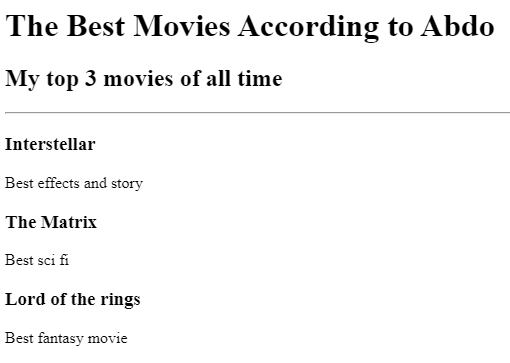 The Best Movies According to Abdo
My top 3 movies of all time
Interstellar
Best effects and story
The Matrix
Best sci fi
Lord of the rings
Best fantasy movie